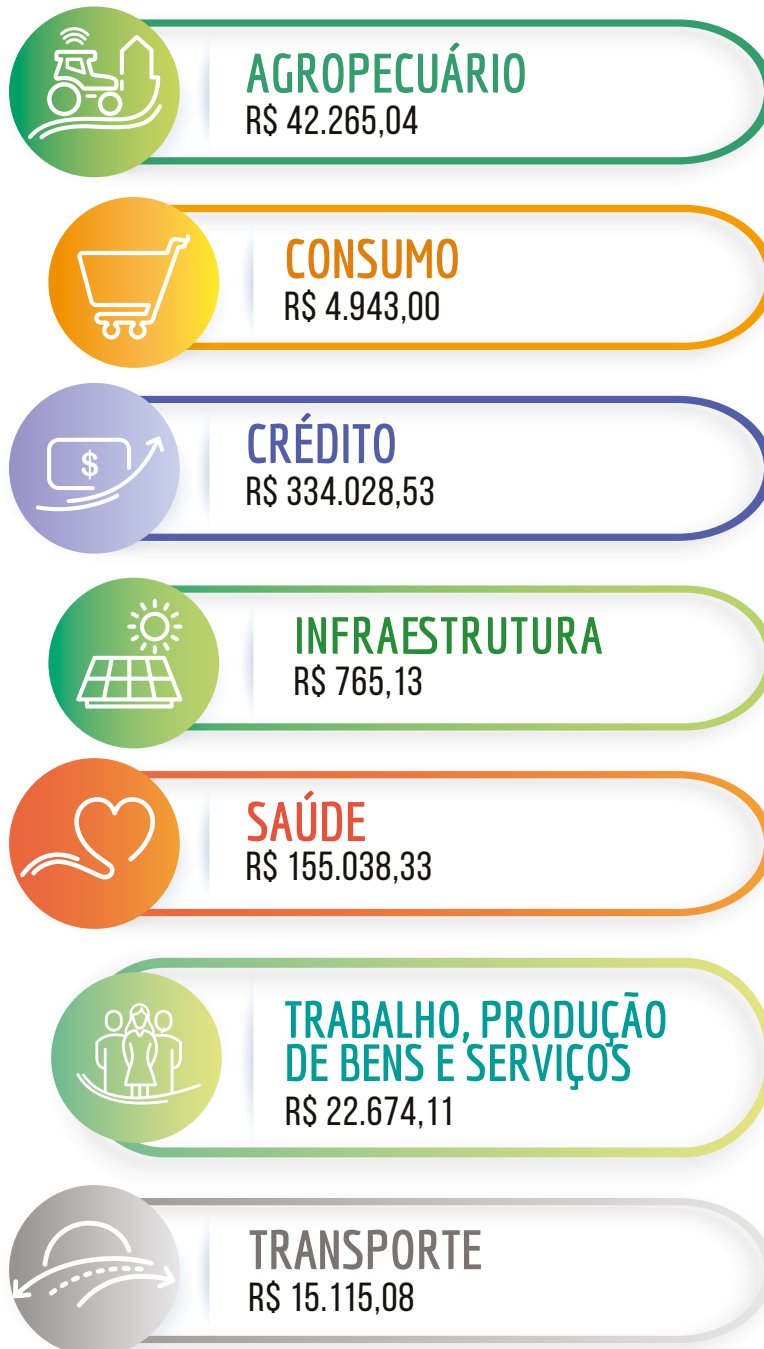 AGROPECUÁRIO
R$ 42.265,04
CONSUMO
R$ 4.943,00
$
CRÉDITO
R$ 334.028,53
INFRAESTRUTURA
R$ 765,13
SAÚDE
R$ 155.038,33
TRABALHO, PRODUÇÃO
DE BENS E SERVIÇOS
R$ 22.674,11
TRANSPORTE
R$ 15.115,08